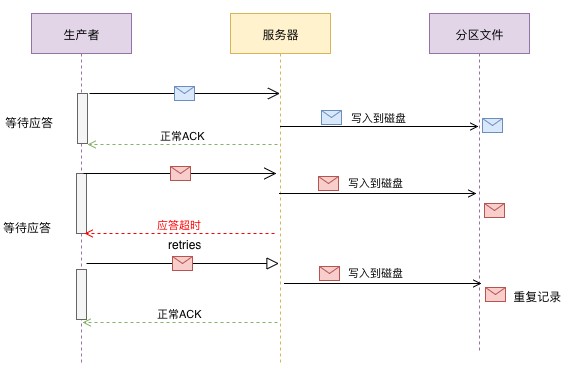 生产者
服务器
分区文件
等待应答
写入到磁盘
正常ACK
写入到磁盘
等待应答
应答超时
retries
写入到磁盘
重复记录
正常ACK